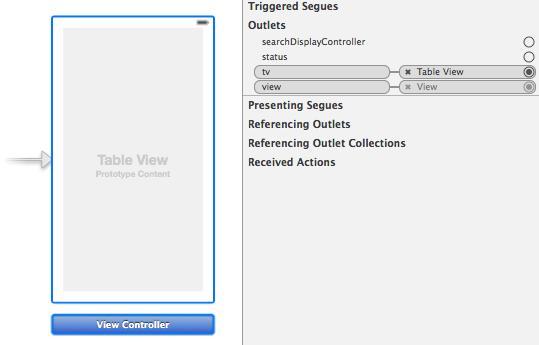 Table View
Prototype Content
View Controller
Triggered Segues
Outlets
searchDisplayController
status
tv Table View
view View
Presenting Segues
Referencing Outlets
Referencing Outlet Collections
Received Actions